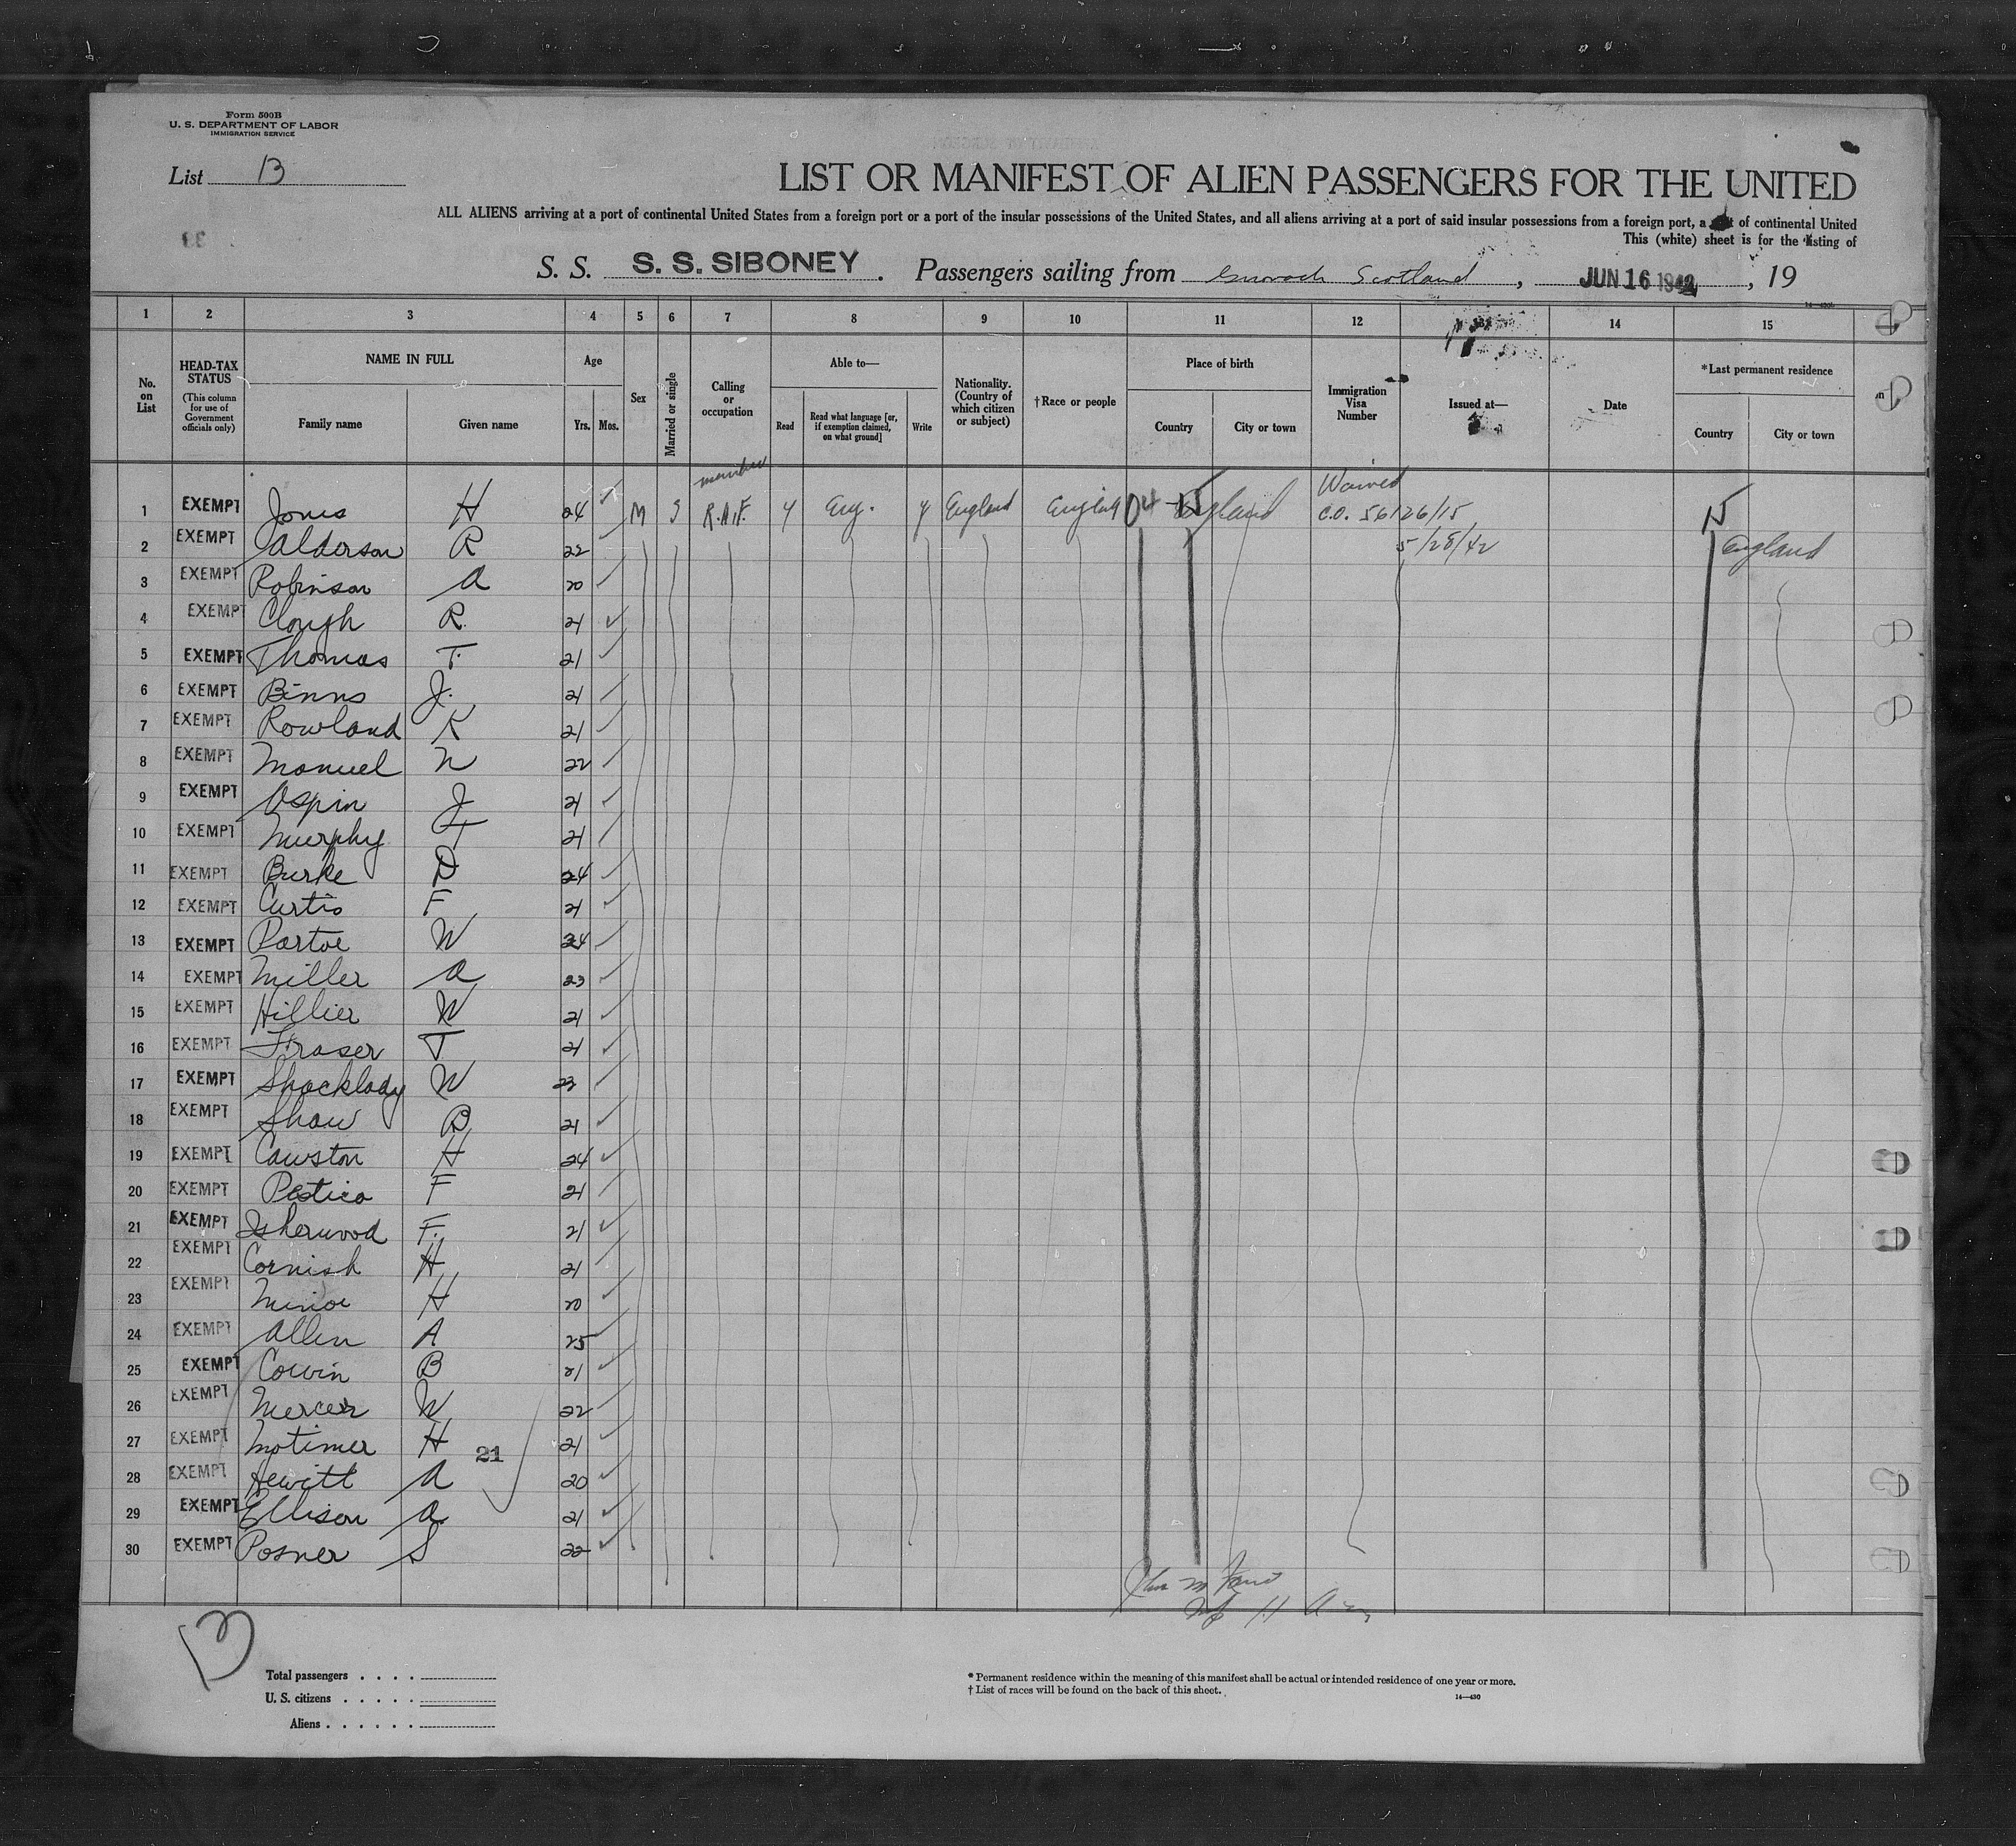 Form 500B
U. S. DEPARTMENT OF LABOR
IMMIGRATION SERVICE
List B
LIST OR MANIFEST OF ALIEN PASSENGERS FOR THE UNITED
ALL ALIENS arriving at a port of continental United States from a foreign port or a port of the insular possessions of the United States, and all aliens arriving at a port of said insular possessions from a foreign port, a of continental United
This (white) sheet is for the listing of
S. S. S. S. SIBONEY . Passengers sailing from Scotland , JUN 16 1942 , 19
1 2 3 4 5 6 7 8 9 10 11 12 14 15
No. on List
HEAD-TAX STATUS
(This column for use of Government officials only)
NAME IN FULL
Family name
Given name
Age
Yrs. Mos.
Sex
Married or single
Calling or occupation
Able to—
Read
Read what language [or, if exemption claimed, on what ground]
Write
Nationality. (Country of which citizen or subject)
†Race or people
Place of birth
Country
City or town
Immigration Visa Number
Issued at—
Date
*Last permanent residence
Country
City or town
member
Waived
1 EXEMPT Jones H 24 M S R.A.F. y Eng. y England English 04 15 England C.O. 56126/15 15
2 EXEMPT Alderson R 22 5/28/42 England
3 EXEMPT Robinson A 20
4 EXEMPT Clough R. 21
5 EXEMPT Thomas T. 21
6 EXEMPT Binns J. 21
7 EXEMPT Rowland K 21
8 EXEMPT Manuel N 22
9 EXEMPT Aspin J 21
10 EXEMPT Murphy T 21
11 EXEMPT Burke D 24
12 EXEMPT Curtis F 21
13 EXEMPT W 24
14 EXEMPT Miller A 23
15 EXEMPT Hillier W 21
16 EXEMPT Fraser T 21
17 EXEMPT Shacklady W 23
18 EXEMPT Shaw B 21
19 EXEMPT Cawston H 24
20 EXEMPT F 21
21 EXEMPT Isherwood F. 21
22 EXEMPT Cornish H 21
23 EXEMPT H 20
24 EXEMPT Allen A 25
25 EXEMPT B 21
26 EXEMPT Mercer W 22
27 EXEMPT Motimer H 21
21
28 EXEMPT Hewitt A 20
29 EXEMPT Ellison A. 21
30 EXEMPT Posner S 22
Total passengers . . . .
U. S. citizens . . . . .
Aliens . . . . . .
* Permanent residence within the meaning of this manifest shall be actual or intended residence of one year or more.
† List of races will be found on the back of this sheet.
14—430